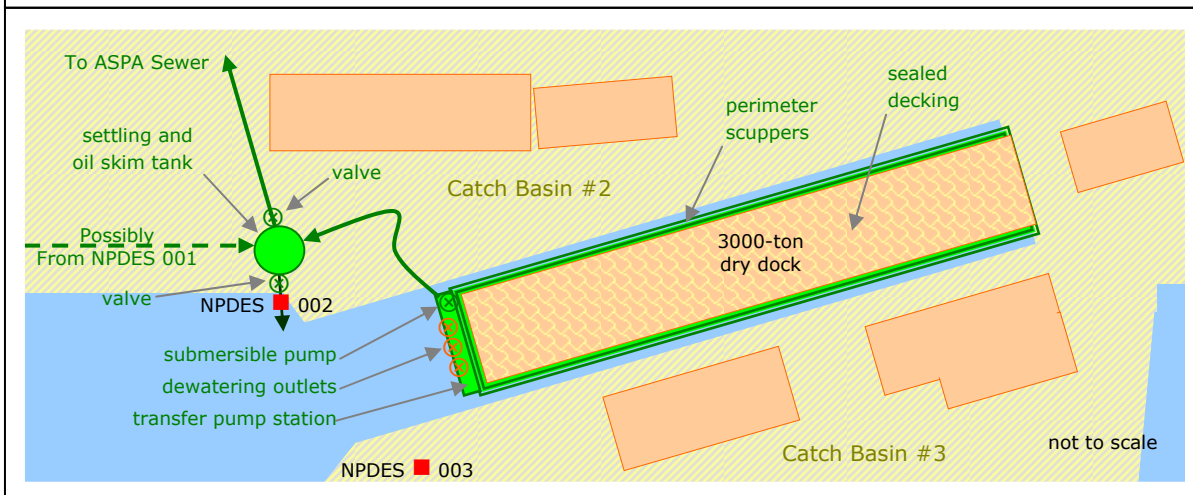 To ASPA Sewer
settling and
oil skim tank
valve
Possibly
From NPDES 001
valve
NPDES 002
submersible pump
dewatering outlets
transfer pump station
NPDES 003
Catch Basin #2
perimeter
scuppers
sealed
decking
3000-ton
dry dock
Catch Basin #3
not to scale